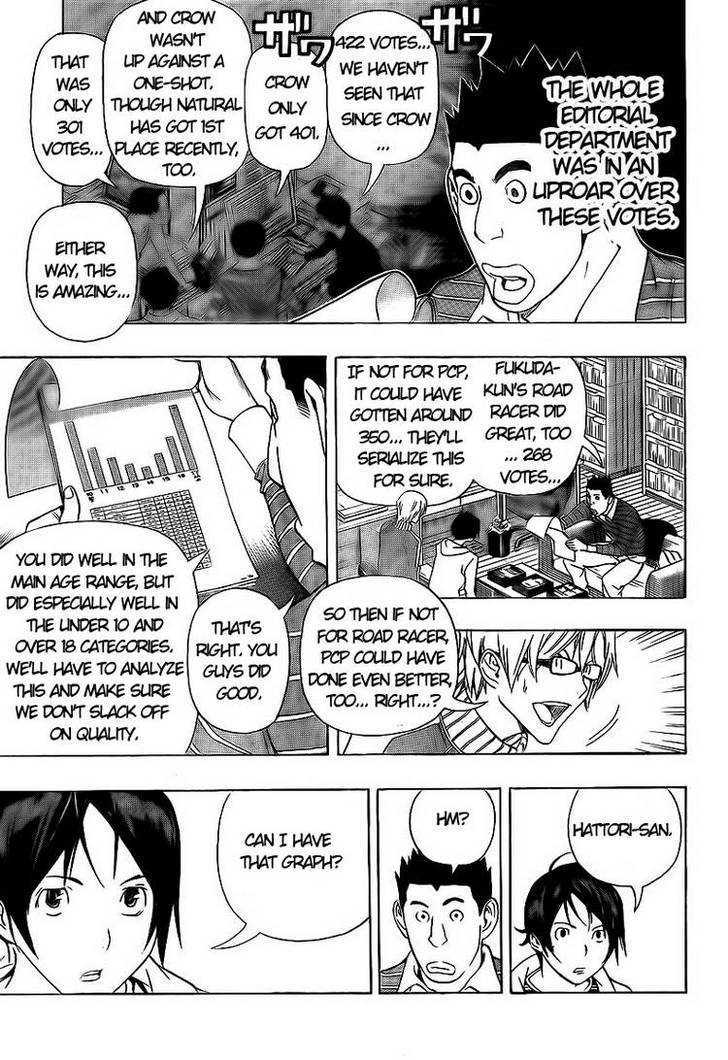 THE WHOLE
EDITORIAL
DEPARTMENT
WAS IN AN
UPROAR OVER
THESE VOTES.
ザワ
422 VOTES...
WE HAVEN'T
SEEN THAT
SINCE CROW
...
ザワ
CROW
ONLY
GOT 401.
AND CROW
WASN'T
UP AGAINST A
ONE-SHOT,
THOUGH NATURAL
HAS GOT 1ST
PLACE RECENTLY,
TOO.
THAT
WAS
ONLY
301
VOTES...
EITHER
WAY, THIS
IS AMAZING...
FUKUDA-
KUN'S ROAD
RACER DID
GREAT, TOO
... 268
VOTES...
IF NOT FOR PCP,
IT COULD HAVE
GOTTEN AROUND
350... THEY'LL
SERIALIZE THIS
FOR SURE.
SO THEN IF NOT
FOR ROAD RACER,
PCP COULD HAVE
DONE EVEN BETTER,
TOO... RIGHT...?
THAT'S
RIGHT. YOU
GUYS DID
GOOD.
YOU DID WELL IN THE
MAIN AGE RANGE, BUT
DID ESPECIALLY WELL IN
THE UNDER 10 AND
OVER 18 CATEGORIES.
WE'LL HAVE TO ANALYZE
THIS AND MAKE SURE
WE DON'T SLACK OFF
ON QUALITY.
HATTORI-SAN.
HM?
CAN I HAVE
THAT GRAPH?